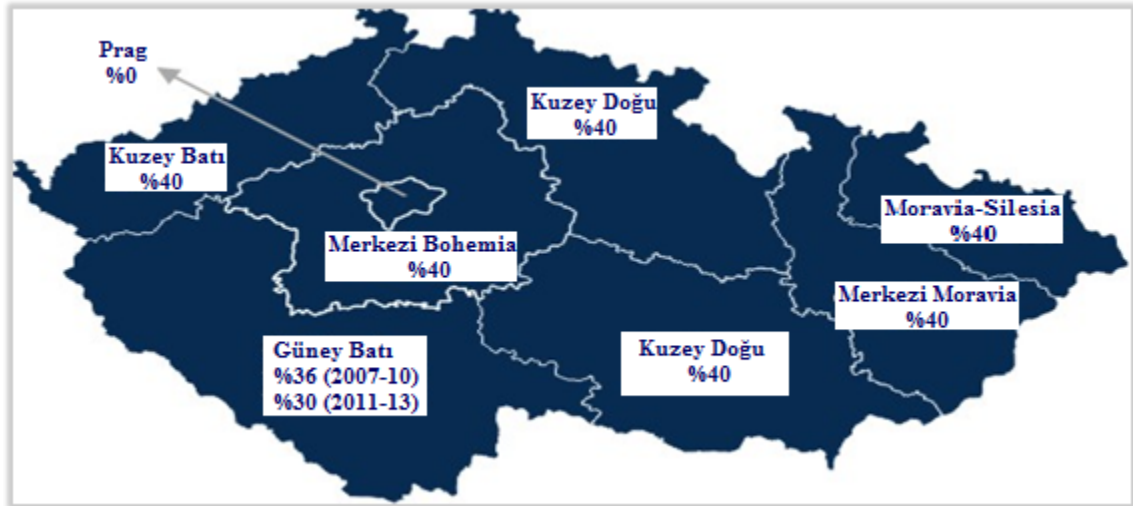 Prag
%0
Kuzey Doğu
%40
Kuzey Batı
%40
Moravia-Silesia
%40
Merkezi Bohemia
%40
Merkezi Moravia
%40
Güney Batı
%36 (2007-10)
%30 (2011-13)
Kuzey Doğu
%40